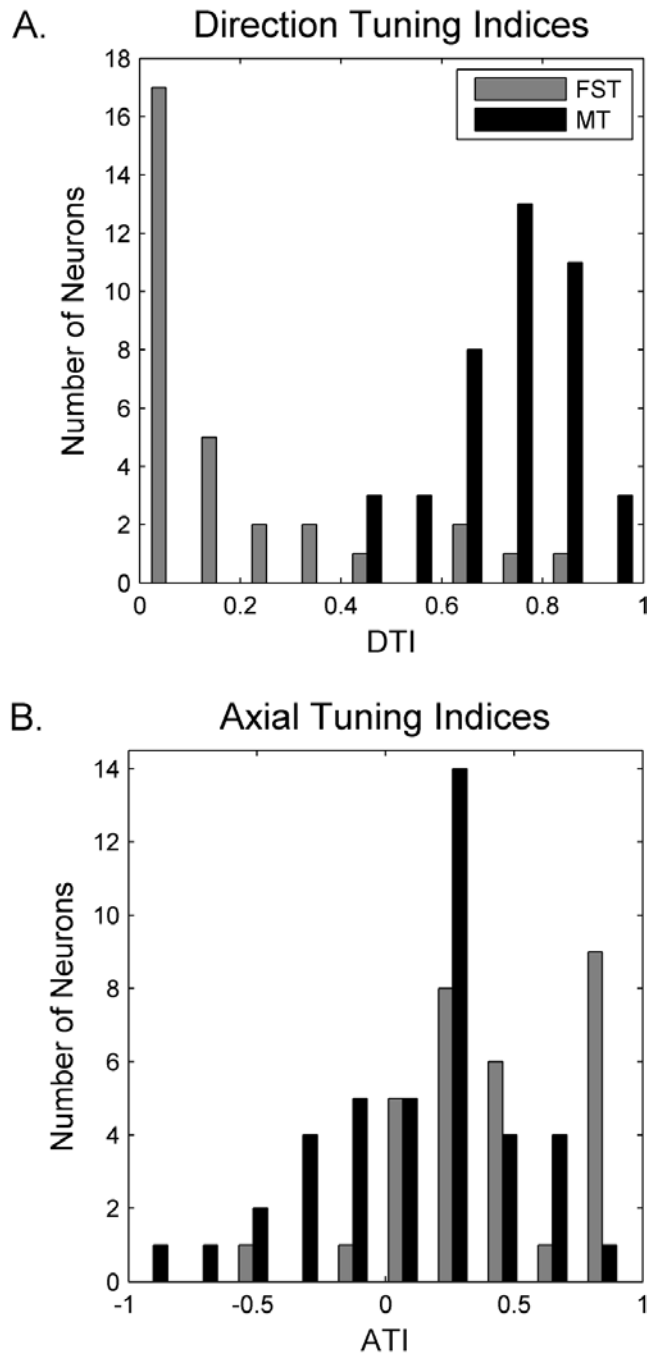 A. Direction Tuning Indices
18
16
14
12
10
8
6
4
2
0
Number of Neurons
FST
MT
0 0.2 0.4 0.6 0.8 1
DTI
B. Axial Tuning Indices
14
12
10
8
6
4
2
0
Number of Neurons
-1 -0.5 0 0.5 1
ATI